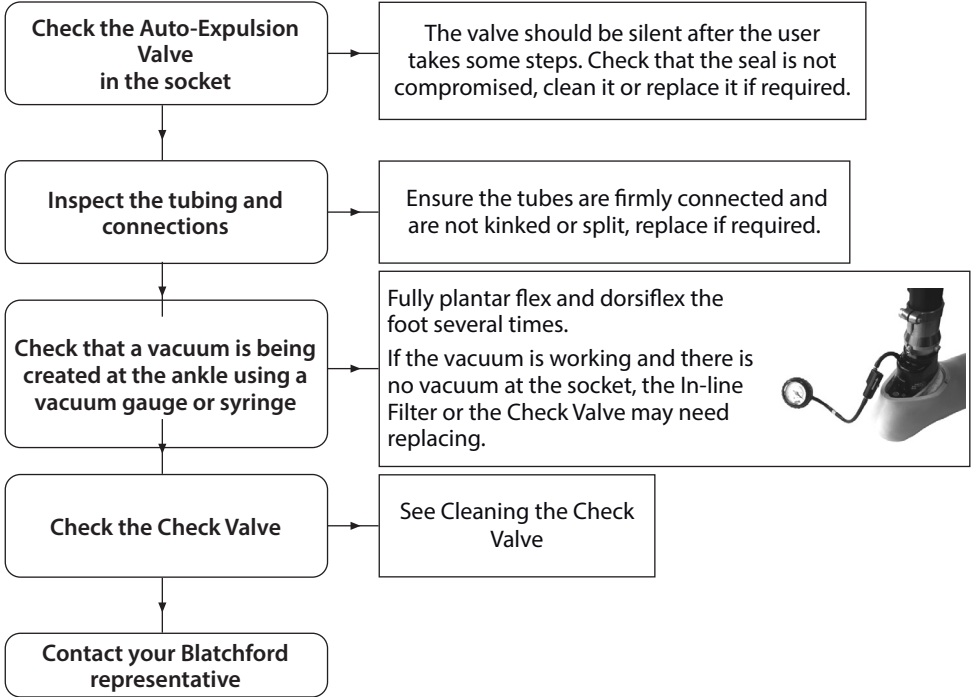 Check the Auto-Expulsion
Valve
in the socket
The valve should be silent after the user
takes some steps. Check that the seal is not
compromised, clean it or replace it if required.
Inspect the tubing and
connections
Ensure the tubes are firmly connected and
are not kinked or split, replace if required.
Check that a vacuum is being
created at the ankle using a
vacuum gauge or syringe
Fully plantar flex and dorsiflex the
foot several times.
If the vacuum is working and there is
no vacuum at the socket, the In-line
Filter or the Check Valve may need
replacing.
Check the Check Valve
See Cleaning the Check
Valve
Contact your Blatchford
representative